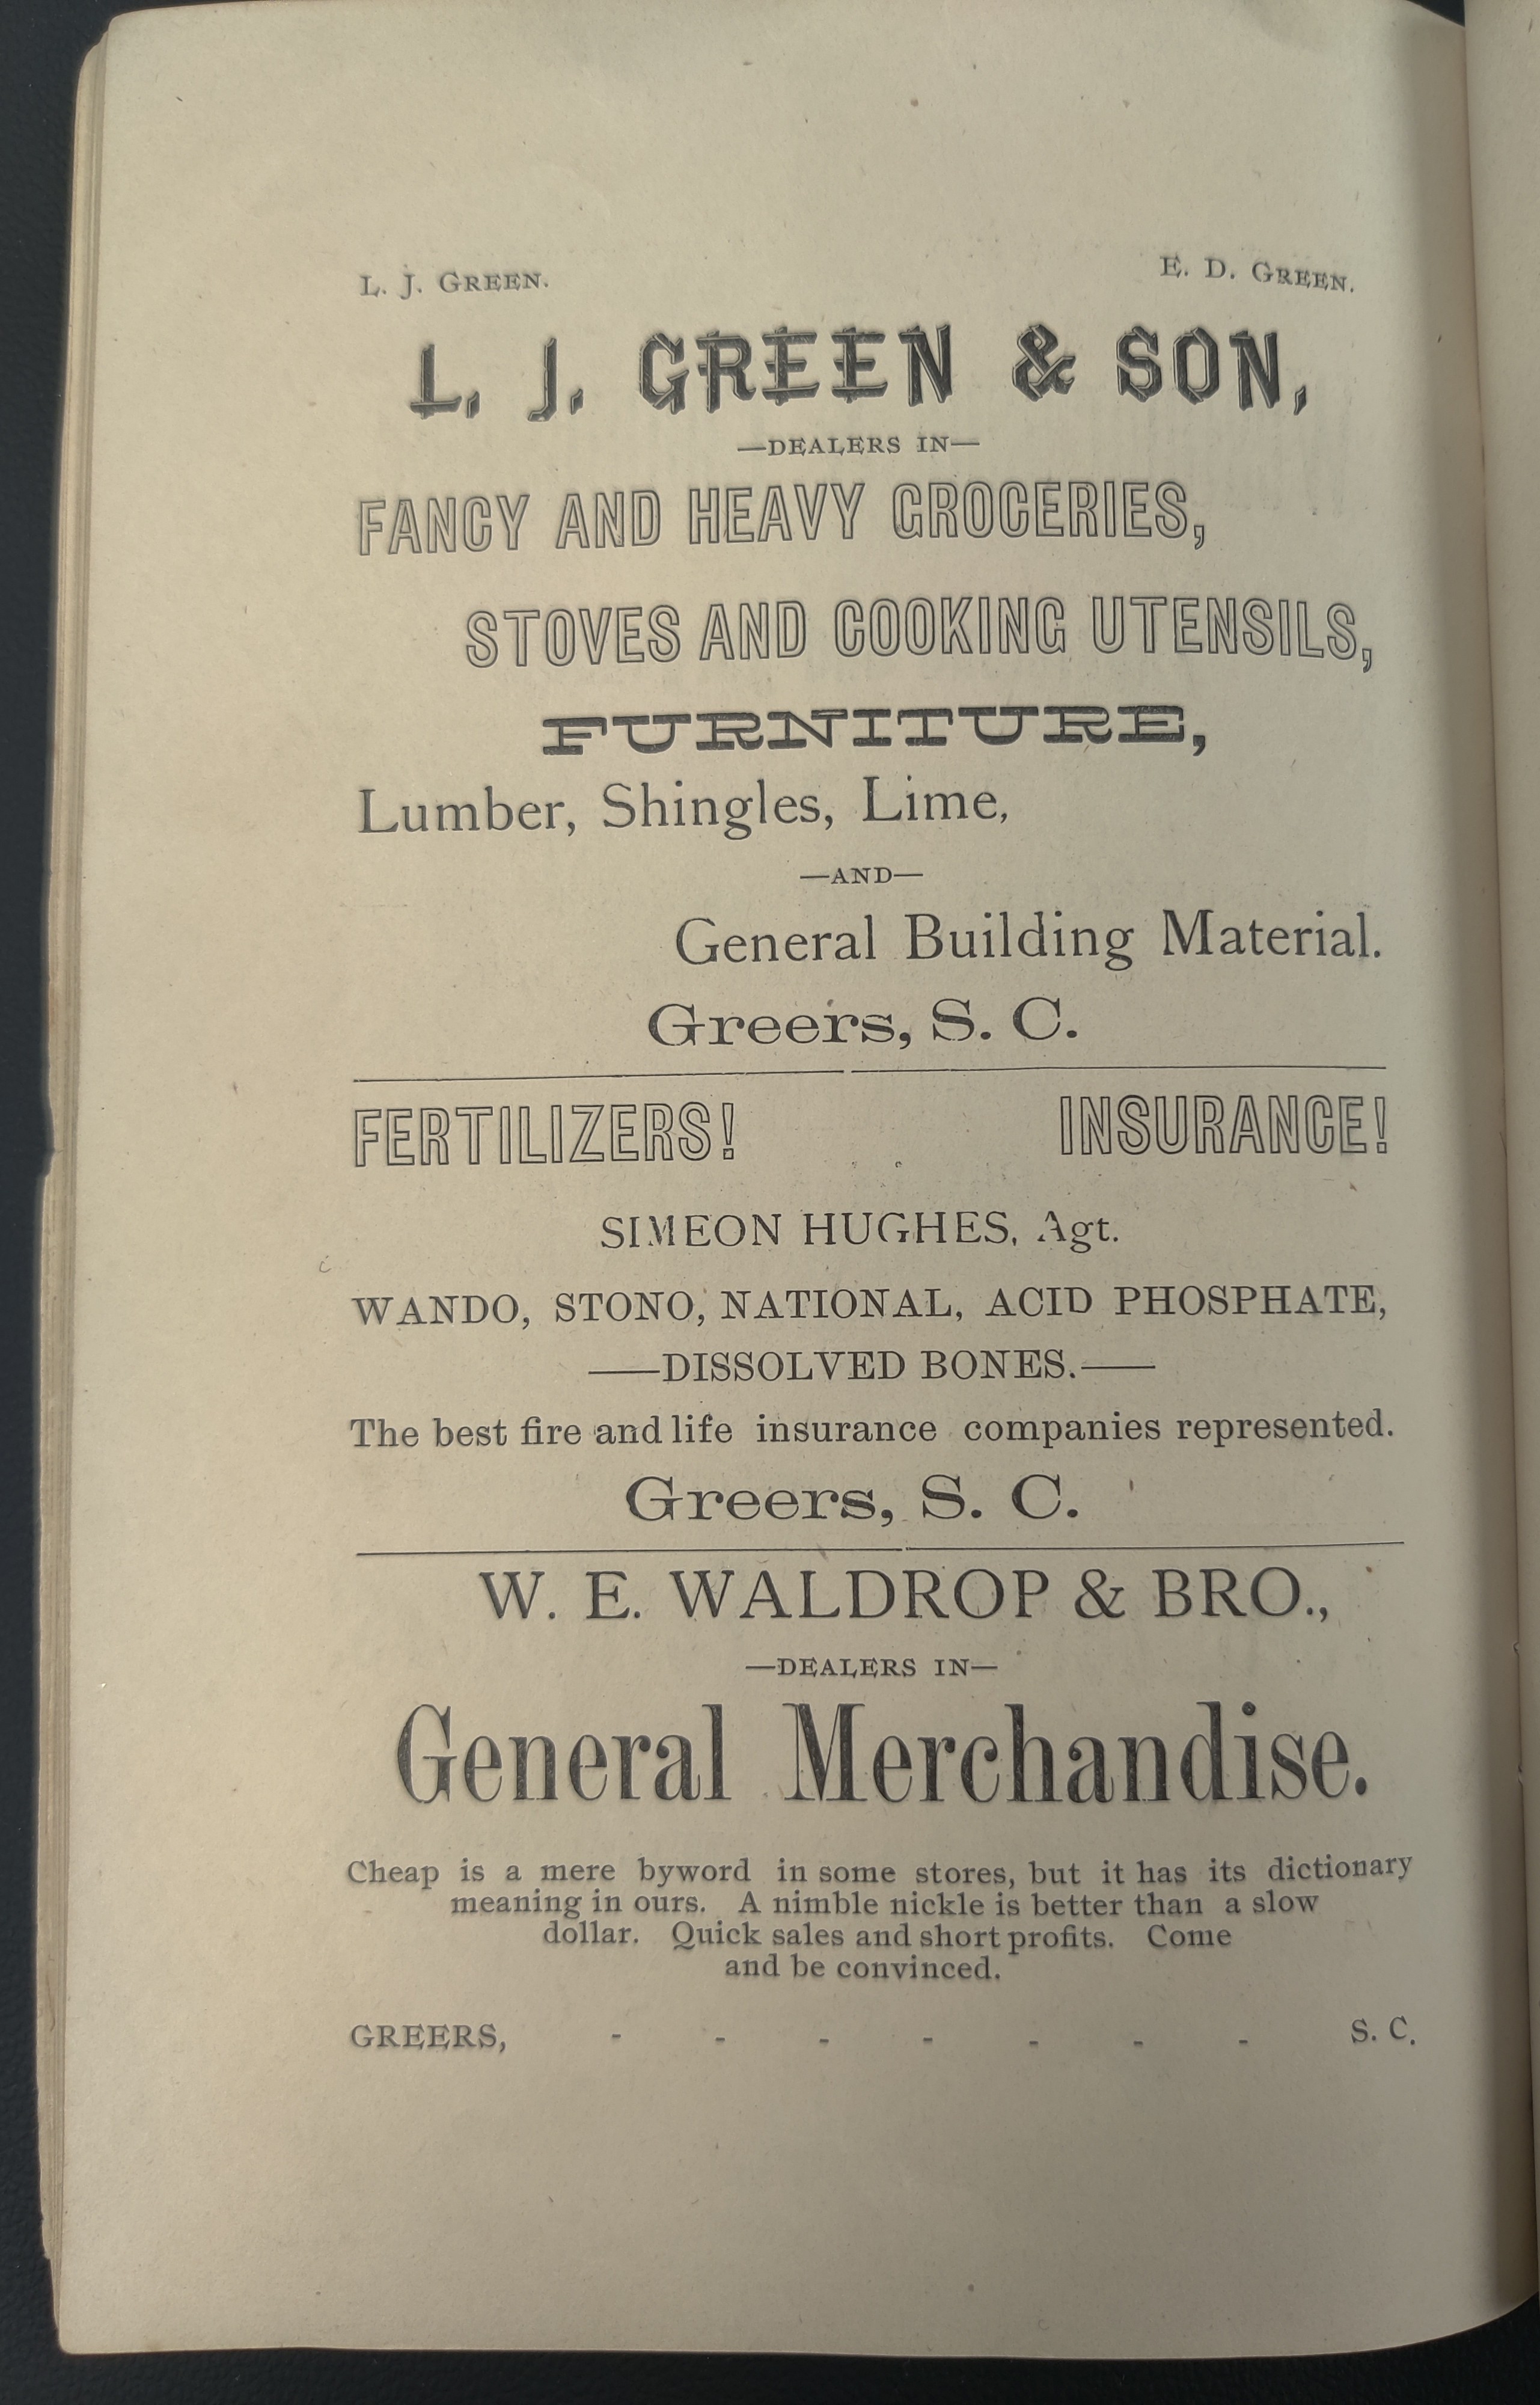 L. J. GREEN. E. D. GREEN.
L. J. GREEN & SON,
—DEALERS IN—
FANCY AND HEAVY GROCERIES,
STOVES AND COOKING UTENSILS,
FURNITURE,
Lumber, Shingles, Lime,
—AND—
General Building Material.
Greers, S. C.
FERTILIZERS! INSURANCE!
SIMEON HUGHES, Agt.
WANDO, STONO, NATIONAL, ACID PHOSPHATE,
——DISSOLVED BONES.——
The best fire and life insurance companies represented.
Greers, S. C.
W. E. WALDROP & BRO.,
—DEALERS IN—
General Merchandise.
Cheap is a mere byword in some stores, but it has its dictionary
meaning in ours. A nimble nickle is better than a slow
dollar. Quick sales and short profits. Come
and be convinced.
GREERS, - - - - - - - S. C.